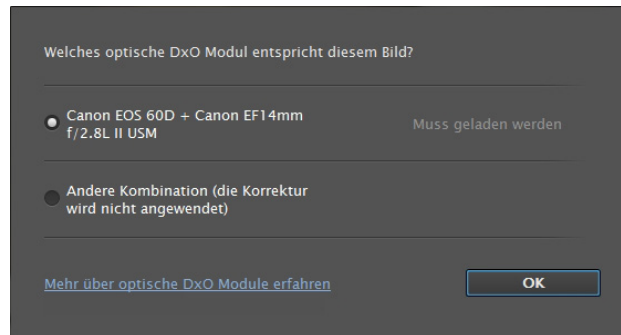 Welches optische DxO Modul entspricht diesem Bild?
Canon EOS 60D + Canon EF14mm
f/2.8L II USM
Muss geladen werden
Andere Kombination (die Korrektur
wird nicht angewendet)
Mehr über optische DxO Module erfahren
OK